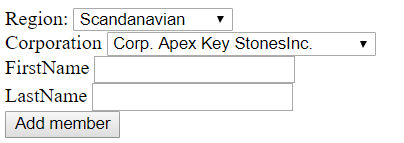 Region: Scandanavian
Corporation Corp. Apex Key StonesInc.
FirstName
LastName
Add member